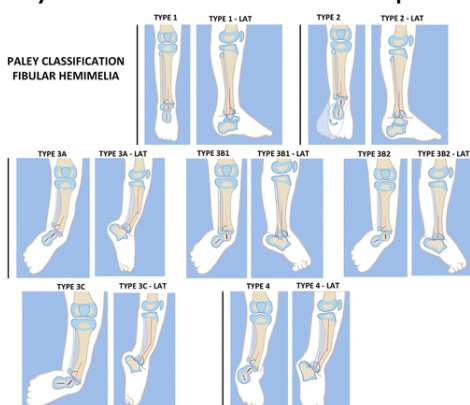 TYPE 1
TYPE 1 - LAT
TYPE 2
TYPE 2 - LAT
PALEY CLASSIFICATION
FIBULAR HEMIMELIA
TYPE 3A
TYPE 3A - LAT
TYPE 3B1
TYPE 3B1 - LAT
TYPE 3B2
TYPE 3B2 - LAT
TYPE 3C
TYPE 3C - LAT
TYPE 4
TYPE 4 - LAT